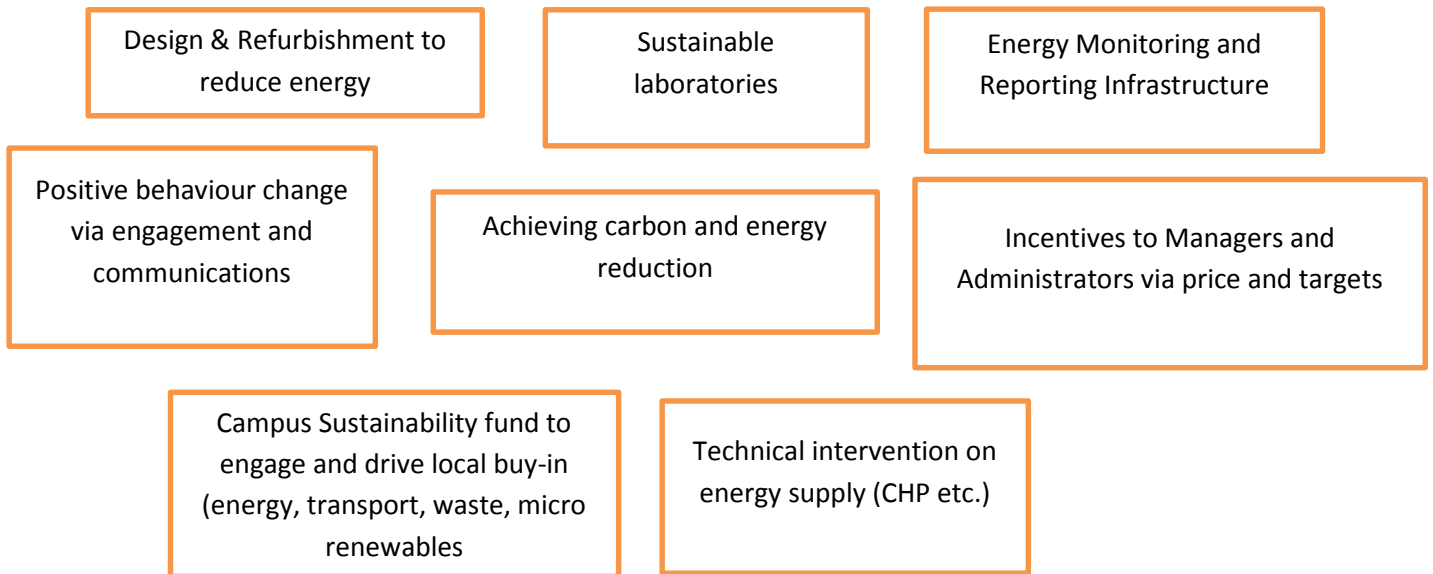 Design & Refurbishment to
reduce energy
Sustainable
laboratories
Energy Monitoring and
Reporting Infrastructure
Positive behaviour change
via engagement and
communications
Achieving carbon and energy
reduction
Incentives to Managers and
Administrators via price and targets
Campus Sustainability fund to
engage and drive local buy-in
(energy, transport, waste, micro
renewables
Technical intervention on
energy supply (CHP etc.)